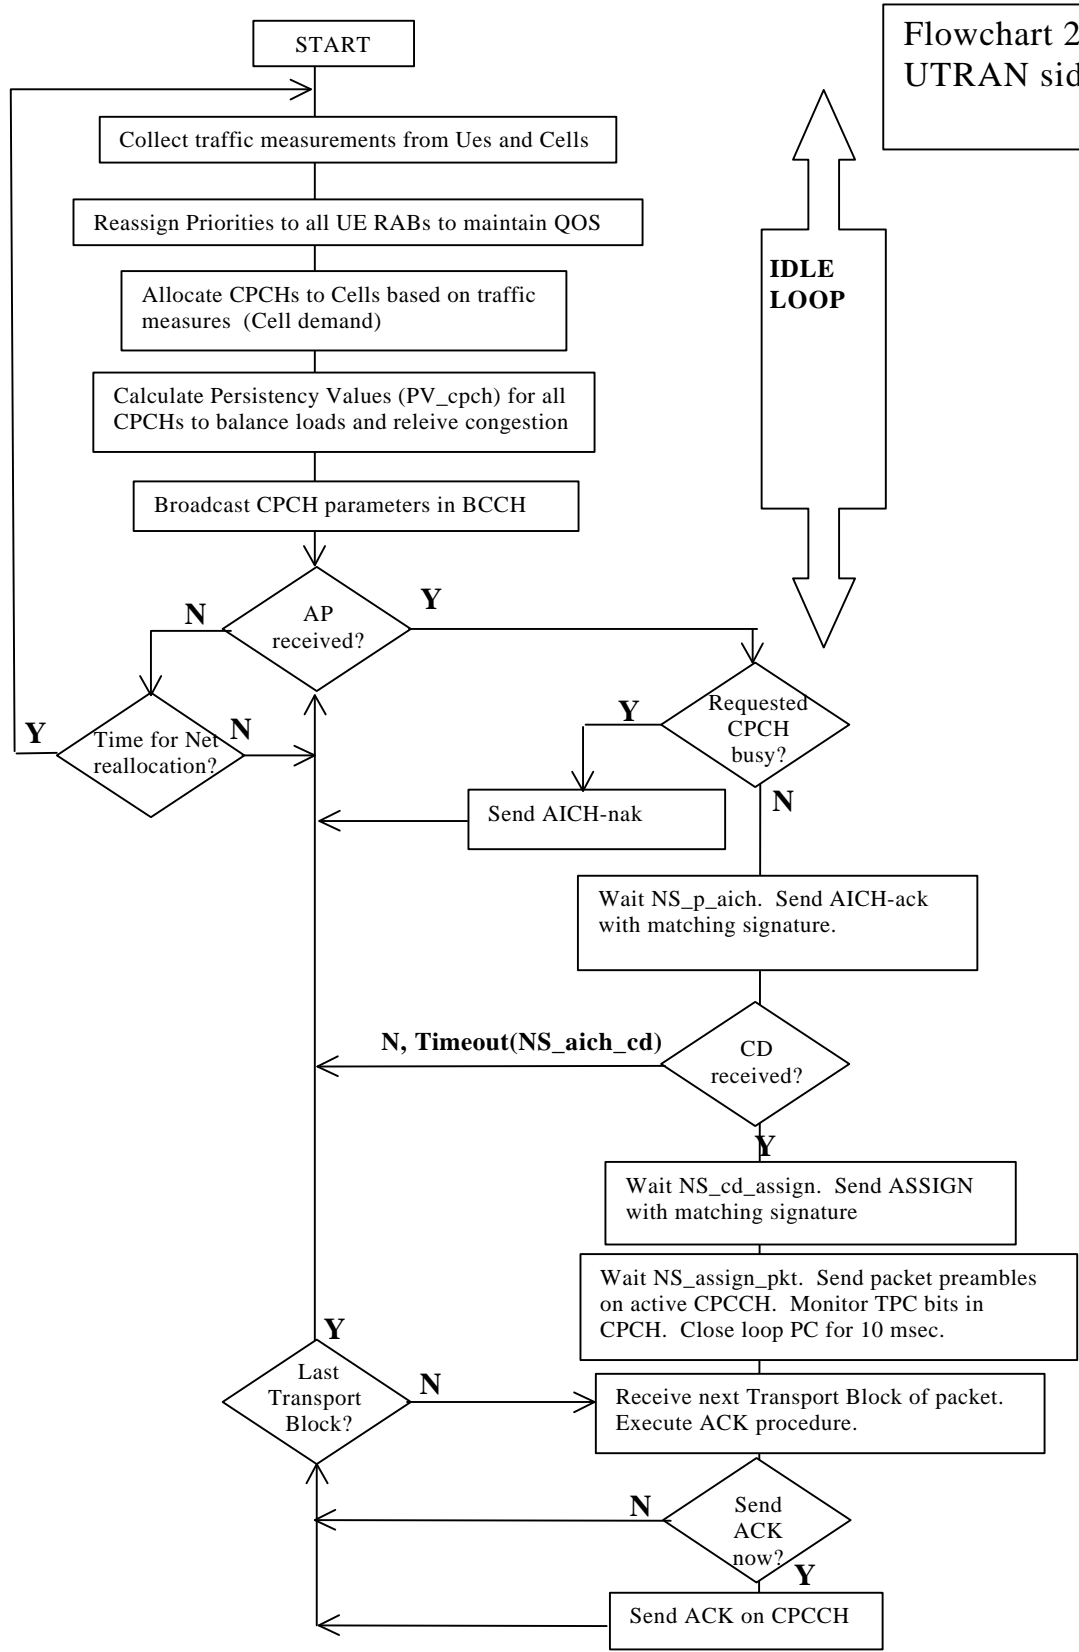 Flowchart 2
UTRAN sid
START
Collect traffic measurements from Ues and Cells
Reassign Priorities to all UE RABs to maintain QOS
Allocate CPCHs to Cells based on traffic
measures (Cell demand)
Calculate Persistency Values (PV_cpch) for all
CPCHs to balance loads and releive congestion
Broadcast CPCH parameters in BCCH
IDLE
LOOP
N
AP
received?
Y
Y
Time for Net
reallocation?
N
Y
Requested
CPCH
busy?
N
Send AICH-nak
Wait NS_p_aich. Send AICH-ack
with matching signature.
N, Timeout(NS_aich_cd)
CD
received?
Y
Wait NS_cd_assign. Send ASSIGN
with matching signature
Wait NS_assign_pkt. Send packet preambles
on active CPCCH. Monitor TPC bits in
CPCH. Close loop PC for 10 msec.
Y
Last
Transport
Block?
N
Receive next Transport Block of packet.
Execute ACK procedure.
N
Send
ACK
now?
Y
Send ACK on CPCCH